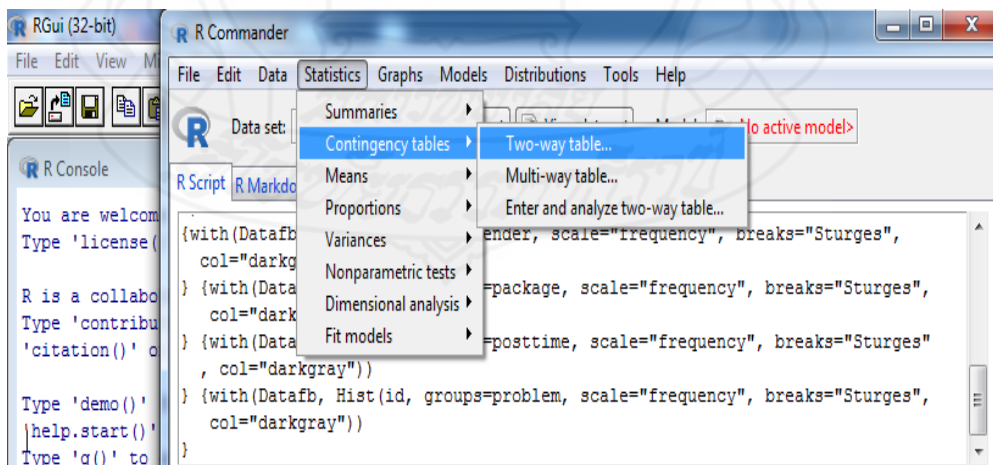 RGui (32-bit)
File Edit View Mi
R Console
You are welcom
Type 'license(
R is a collabo
Type 'contribu
'citation()' o
Type 'demo()'
'help.start()'
Type 'q()' to
R Commander
File Edit Data Statistics Graphs Models Distributions Tools Help
Data set:
No active model>
R Script R Markdo
Summaries
Contingency tables
Means
Proportions
Variances
Nonparametric tests
Dimensional analysis
Fit models
Two-way table...
Multi-way table...
Enter and analyze two-way table...
{with(Datafb ender, scale="frequency", breaks="Sturges",
col="darkg
} {with(Data =package, scale="frequency", breaks="Sturges",
col="dark
} {with(Data =posttime, scale="frequency", breaks="Sturges"
, col="darkgray"))
} {with(Datafb, Hist(id, groups=problem, scale="frequency", breaks="Sturges",
col="darkgray"))
}